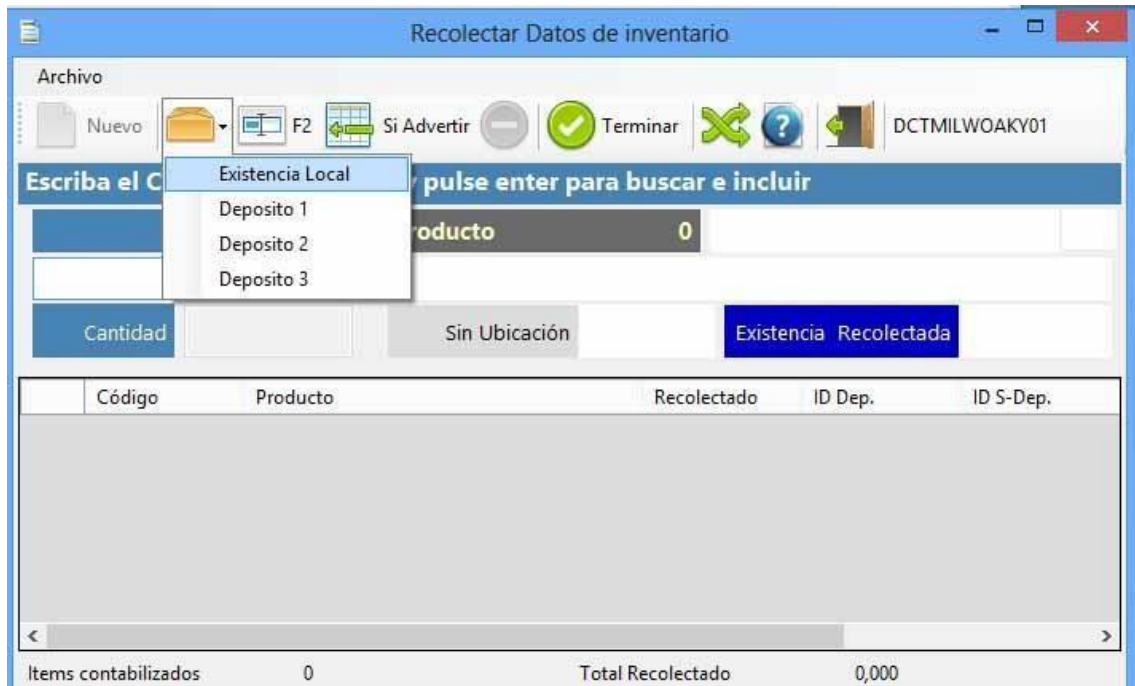 Recolectar Datos de inventario
Archivo
Nuevo F2 Si Advertir Terminar DCTMILWOAKY01
Existencia Local
Escriba el C y pulse enter para buscar e incluir
Deposito 1
roducto 0
Deposito 2
Deposito 3
Cantidad Sin Ubicación Existencia Recolectada
Código Producto Recolectado ID Dep. ID S-Dep.
Items contabilizados 0 Total Recolectado 0,000